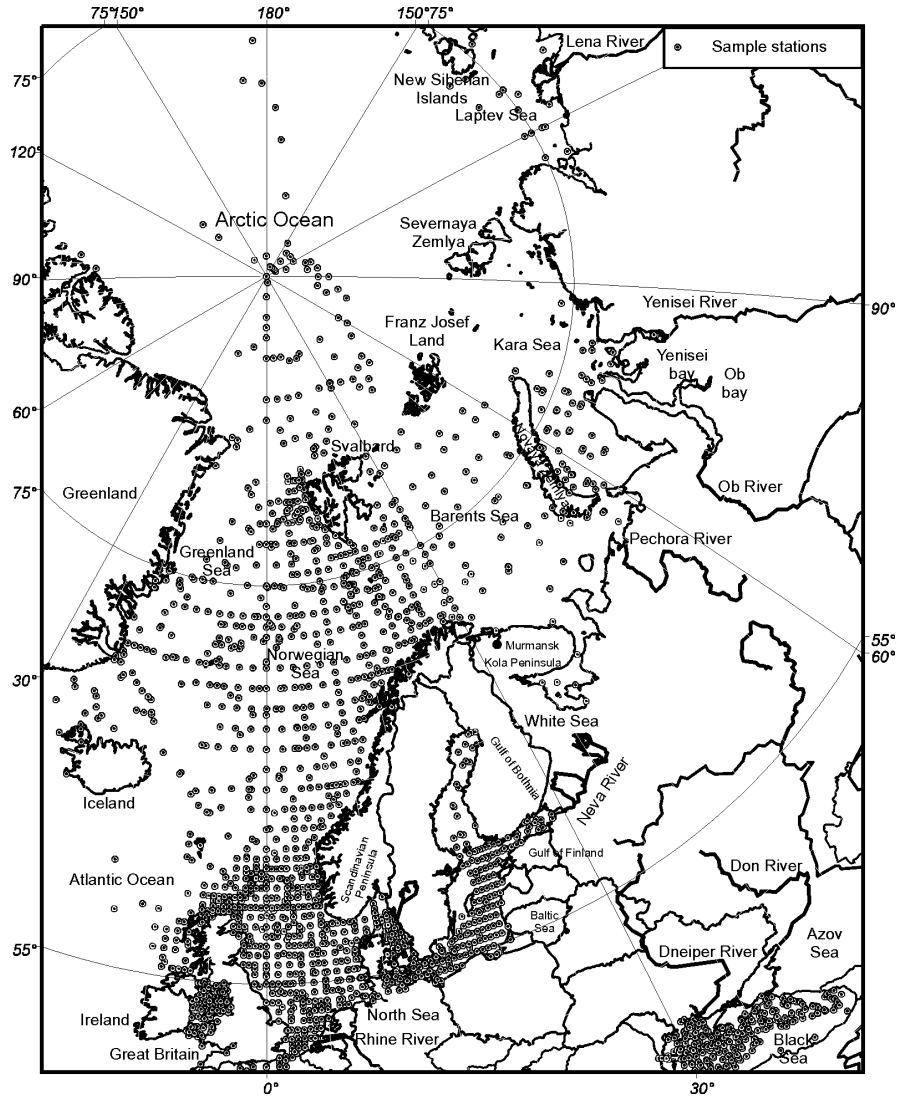 75° 150° 180° 150° 75°
Lena River
Sample stations
75°
New Siberian
Islands
Laptev Sea
120°
Arctic Ocean
Severnaya
Zemlya
90°
Yenisei River
90°
Franz Josef
Land
Kara Sea
Yenisei
bay
Ob
bay
60°
Svalbard
Novaya Zemlya
75°
Greenland
Ob River
Barents Sea
Pechora River
Greenland
Sea
55°
Murmansk
Norwegian
Sea
Kola Peninsula
60°
30°
White Sea
Gulf of Bothnia
Neva River
Iceland
Gulf of Finland
Scandinavian
Peninsula
Don River
Atlantic Ocean
Baltic
Sea
Azov
Sea
55°
Dneiper River
Ireland
North Sea
Rhine River
Black
Sea
Great Britain
0° 30°